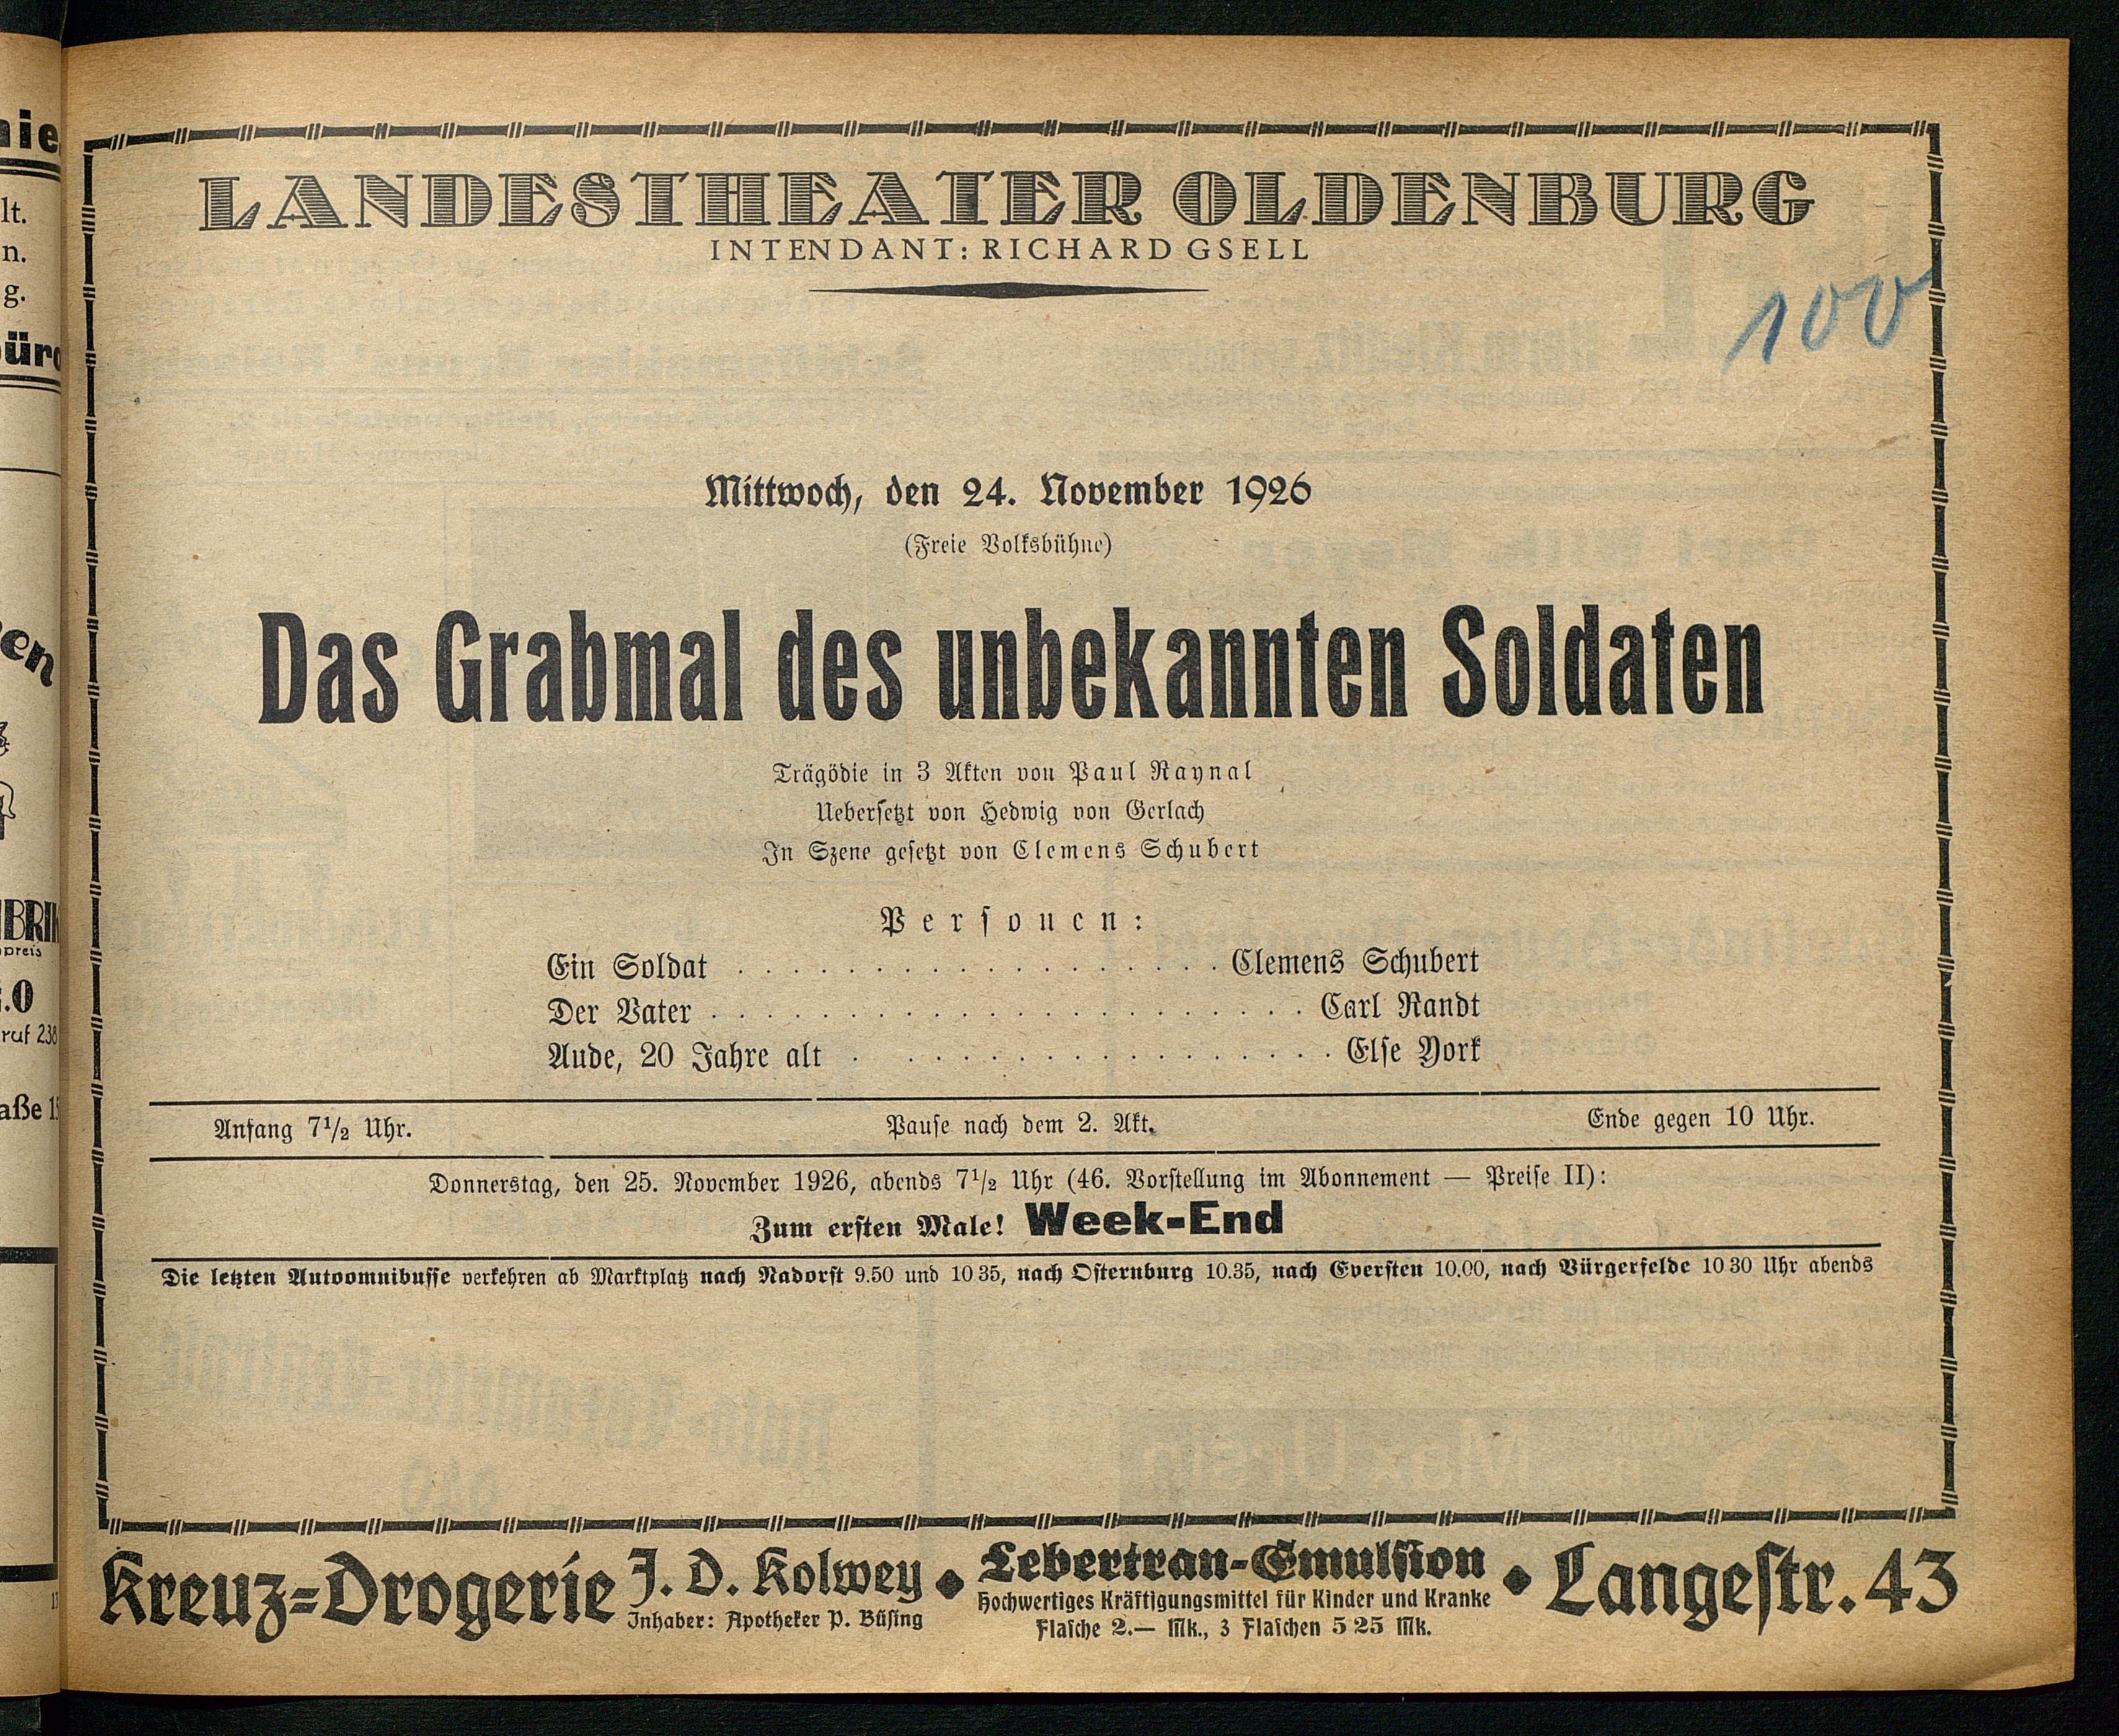 LANDESTHEATER OLDENBURG
INTENDANT: RICHARD GSELL
100
Mittwoch, den 24. November 1926
(Freie Volksbühne)
Das Grabmal des unbekannten Soldaten
Trägödie in 3 Akten von Paul Raynal
Uebersetzt von Hedwig von Gerlach
In Szene gesetzt von Clemens Schubert
Personen:
Ein Soldat . . . . . . . . . . . . . . . . . . . . . Clemens Schubert
Der Vater . . . . . . . . . . . . . . . . . . . . . . . . . . Carl Randt
Aude, 20 Jahre alt . . . . . . . . . . . . . . . . . . . . Else York
Anfang 7½ Uhr. Pause nach dem 2. Akt. Ende gegen 10 Uhr.
Donnerstag, den 25. November 1926, abends 7½ Uhr (46. Vorstellung im Abonnement — Preise II):
Zum ersten Male! Week-End
Die letzten Autoomnibusse verkehren ab Marktplatz nach Nadorst 9.50 und 10 35, nach Osternburg 10.35, nach Eversten 10.00, nach Bürgerfelde 10 30 Uhr abends
Kreuz=Drogerie J. D. Kolwey ◆ Lebertran-Emulsion ◆ Langestr. 43
Inhaber: Apotheker P. Büsing
Hochwertiges Kräftigungsmittel für Kinder und Kranke
Flasche 2.— Mk., 3 Flaschen 5 25 Mk.